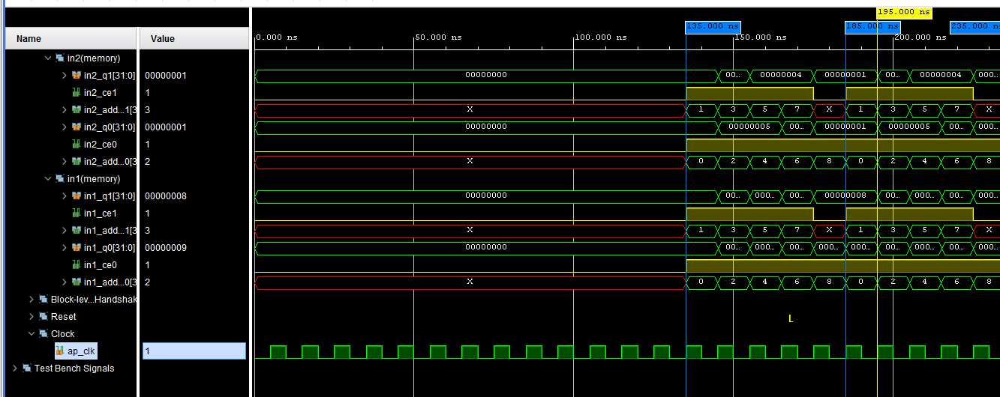 195.000 ns
135.000 ns 185.000 ns 235.000 ns
Name Value
0.000 ns 50.000 ns 100.000 ns 150.000 ns 200.000 ns
in2(memory)
in2_q1[31:0] 00000001 00000000 00... 00000004 00000001 00... 00000004 000...
in2_ce1 1
in2_add...1[3 3 X 1 3 5 7 X 1 3 5 7 X
in2_q0[31:0] 00000001 00000000 00000005 00... 00000001 00000005 00... 000...
in2_ce0 1
in2_add...0[3 2 X 0 2 4 6 8 0 2 4 6 8
in1(memory)
in1_q1[31:0] 00000008 00000000 00... 000... 00... 00000008 00... 000... 00... 000...
in1_ce1 1
in1_add...1[3 3 X 1 3 5 7 X 1 3 5 7 X
in1_q0[31:0] 00000009 00000000 00... 000... 00... 000... 000... 00... 000... 00... 000...
in1_ce0 1
in1_add...0[3 2 X 0 2 4 6 8 0 2 4 6 8
Block-lev...Handshak
Reset
Clock
L
ap_clk 1
Test Bench Signals